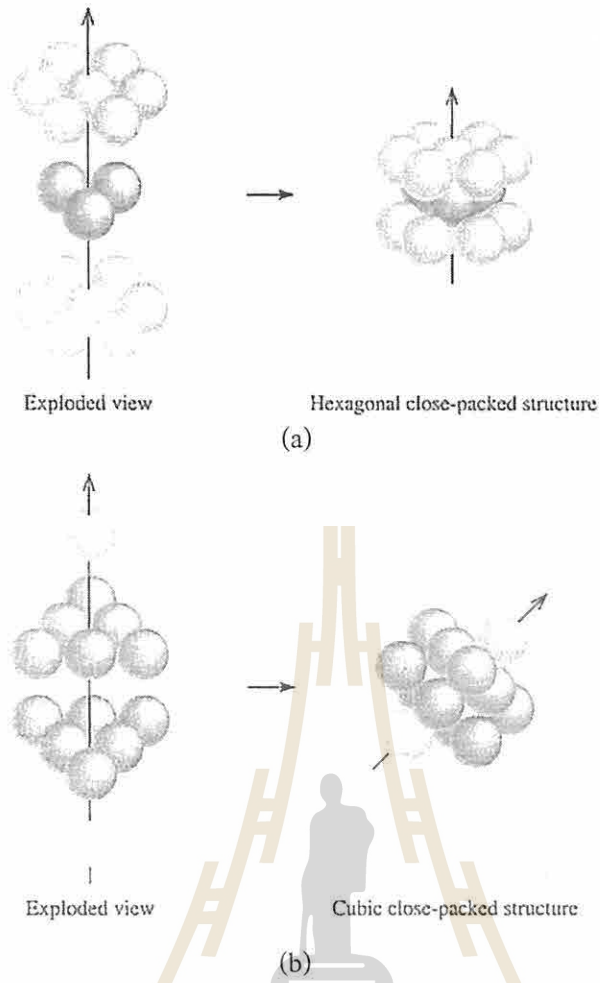 Exploded view
Hexagonal close-packed structure
(a)
Exploded view
Cubic close-packed structure
(b)